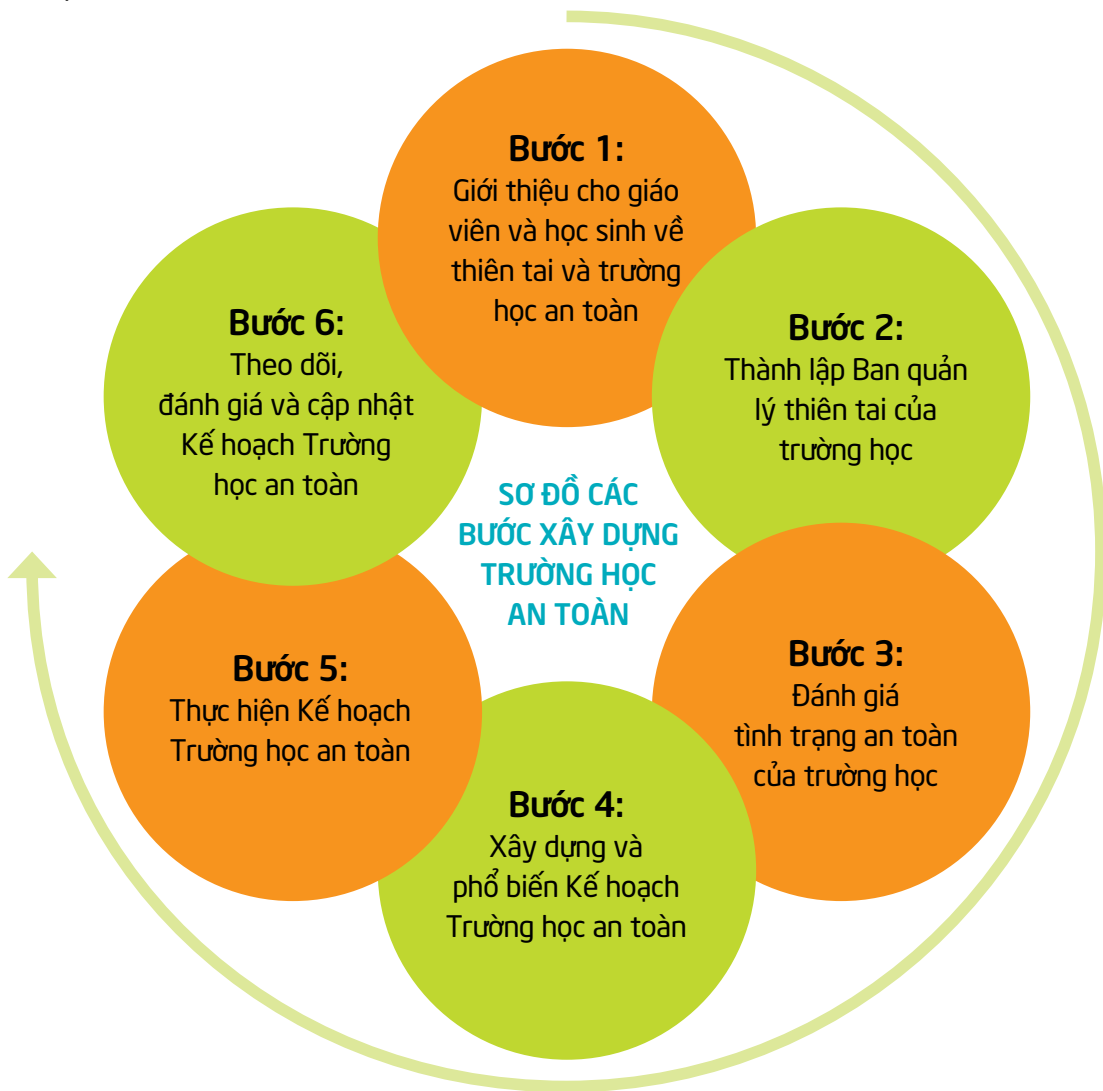 Bước 1:
Giới thiệu cho giáo
viên và học sinh về
thiên tai và trường
học an toàn
Bước 2:
Thành lập Ban quản
lý thiên tai của
trường học
Bước 3:
Đánh giá
tình trạng an toàn
của trường học
Bước 4:
Xây dựng và
phổ biến Kế hoạch
Trường học an toàn
Bước 5:
Thực hiện Kế hoạch
Trường học an toàn
Bước 6:
Theo dõi,
đánh giá và cập nhật
Kế hoạch Trường
học an toàn
SƠ ĐỒ CÁC
BƯỚC XÂY DỰNG
TRƯỜNG HỌC
AN TOÀN